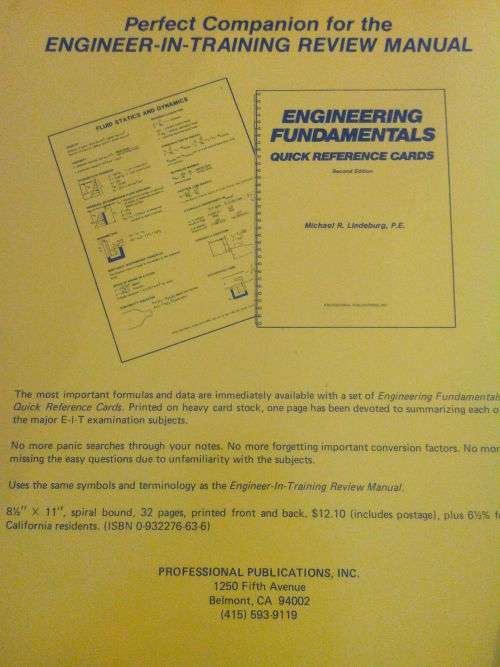 Perfect Companion for the
ENGINEER-IN-TRAINING REVIEW MANUAL
FLUID STATICS AND DYNAMICS
ENGINEERING
FUNDAMENTALS
QUICK REFERENCE CARDS
Second Edition
Michael R. Lindeburg, P.E.
PROFESSIONAL PUBLICATIONS, INC.
The most important formulas and data are immediately available with a set of Engineering Fundamentals
Quick Reference Cards. Printed on heavy card stock, one page has been devoted to summarizing each o
the major E-I-T examination subjects.
No more panic searches through your notes. No more forgetting important conversion factors. No mor
missing the easy questions due to unfamiliarity with the subjects.
Uses the same symbols and terminology as the Engineer-In-Training Review Manual.
8½" X 11", spiral bound, 32 pages, printed front and back. $12.10 (includes postage), plus 6½% f
California residents. (ISBN 0-932276-63-6)
PROFESSIONAL PUBLICATIONS, INC.
1250 Fifth Avenue
Belmont, CA 94002
(415) 593-9119